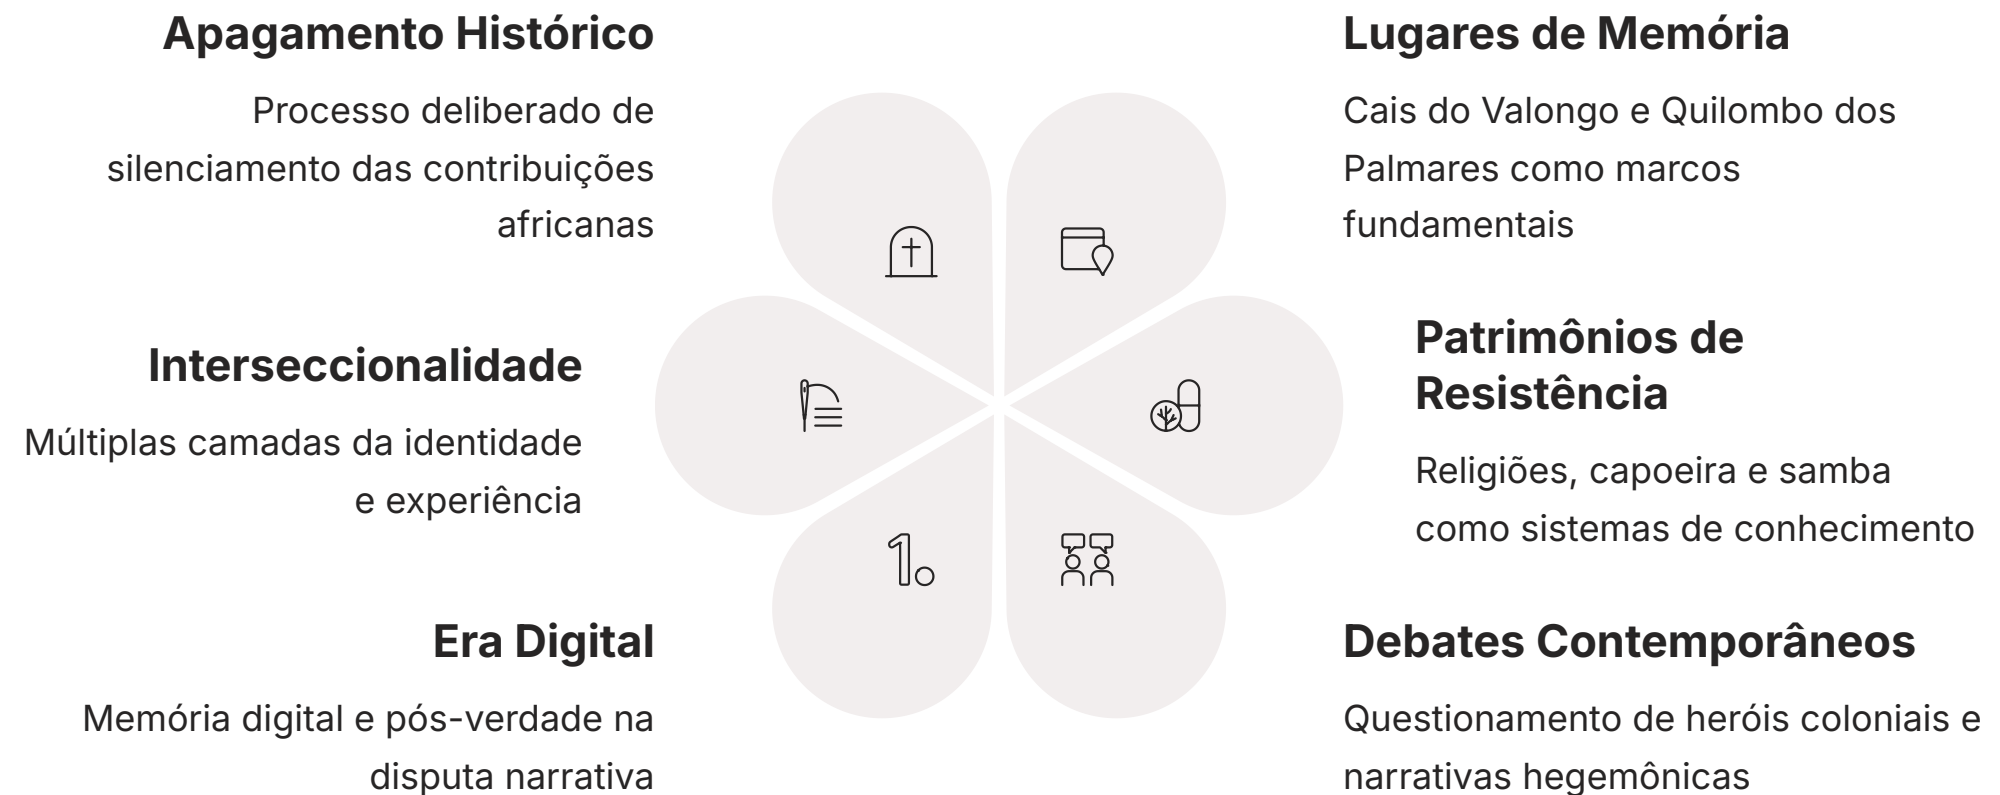 Apagamento Histórico
Processo deliberado de
silenciamento das contribuições
africanas
Lugares de Memória
Cais do Valongo e Quilombo dos
Palmares como marcos
fundamentais
Interseccionalidade
Múltiplas camadas da identidade
e experiência
Patrimônios de
Resistência
Religiões, capoeira e samba
como sistemas de conhecimento
1.
Era Digital
Memória digital e pós-verdade na
disputa narrativa
Debates Contemporâneos
Questionamento de heróis coloniais e
narrativas hegemônicas